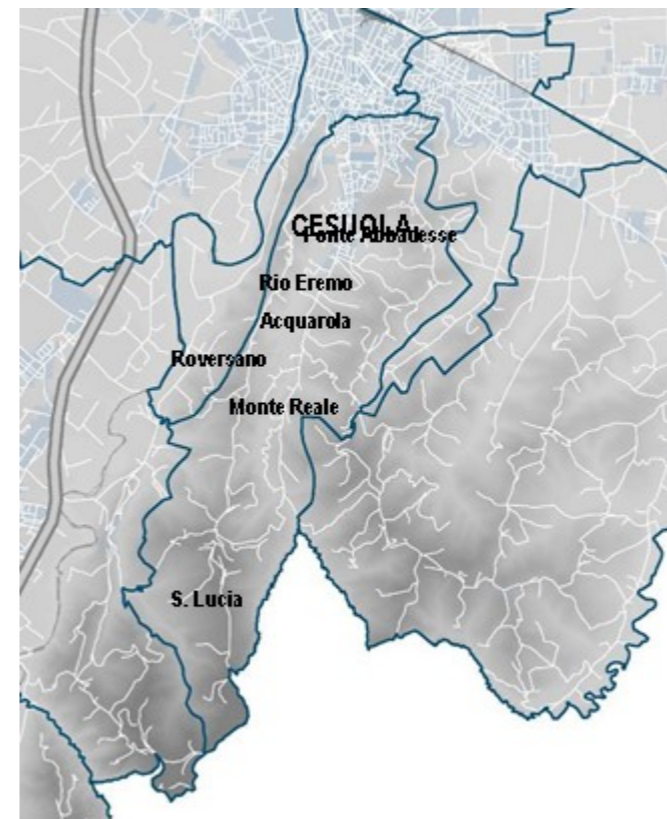 CESUOLA
Ponte Abbadesse
Rio Eremo
Acquarola
Roversano
Monte Reale
S. Lucia